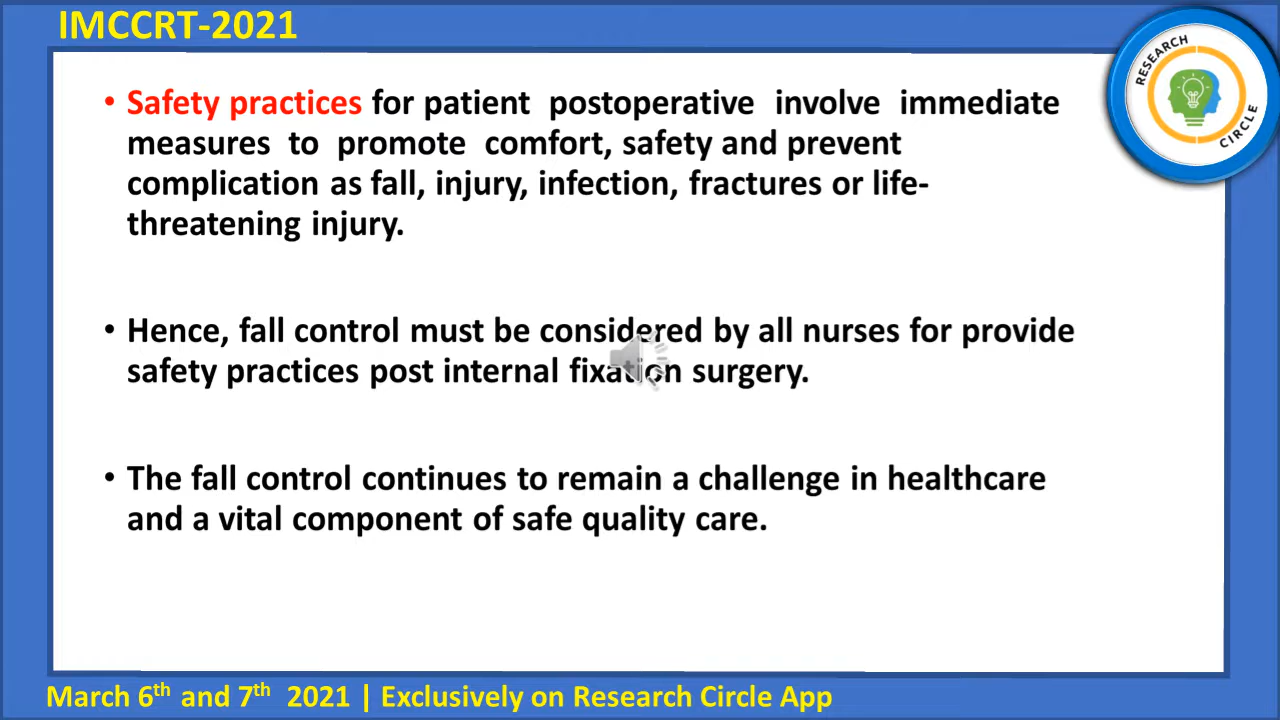 IMCCRT-2021
RESEARCH
CIRCLE
• Safety practices for patient postoperative involve immediate
measures to promote comfort, safety and prevent
complication as fall, injury, infection, fractures or life-
threatening injury.
• Hence, fall control must be considered by all nurses for provide
safety practices post internal fixation surgery.
• The fall control continues to remain a challenge in healthcare
and a vital component of safe quality care.
March 6th and 7th 2021 | Exclusively on Research Circle App